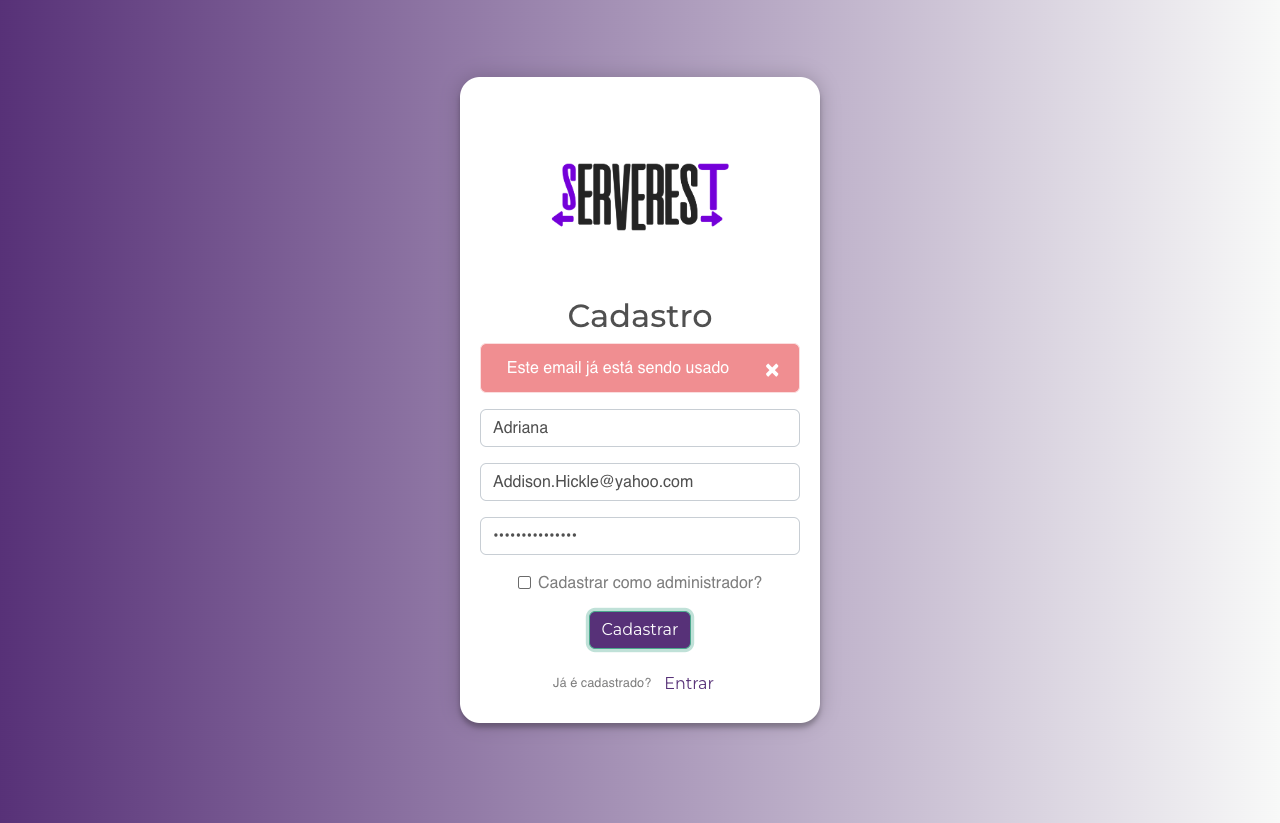 SERVEREST
Cadastro
Este email já está sendo usado ×
Adriana
Addison.Hickle@yahoo.com
•••••••••••••••
Cadastrar como administrador?
Cadastrar
Já é cadastrado? Entrar